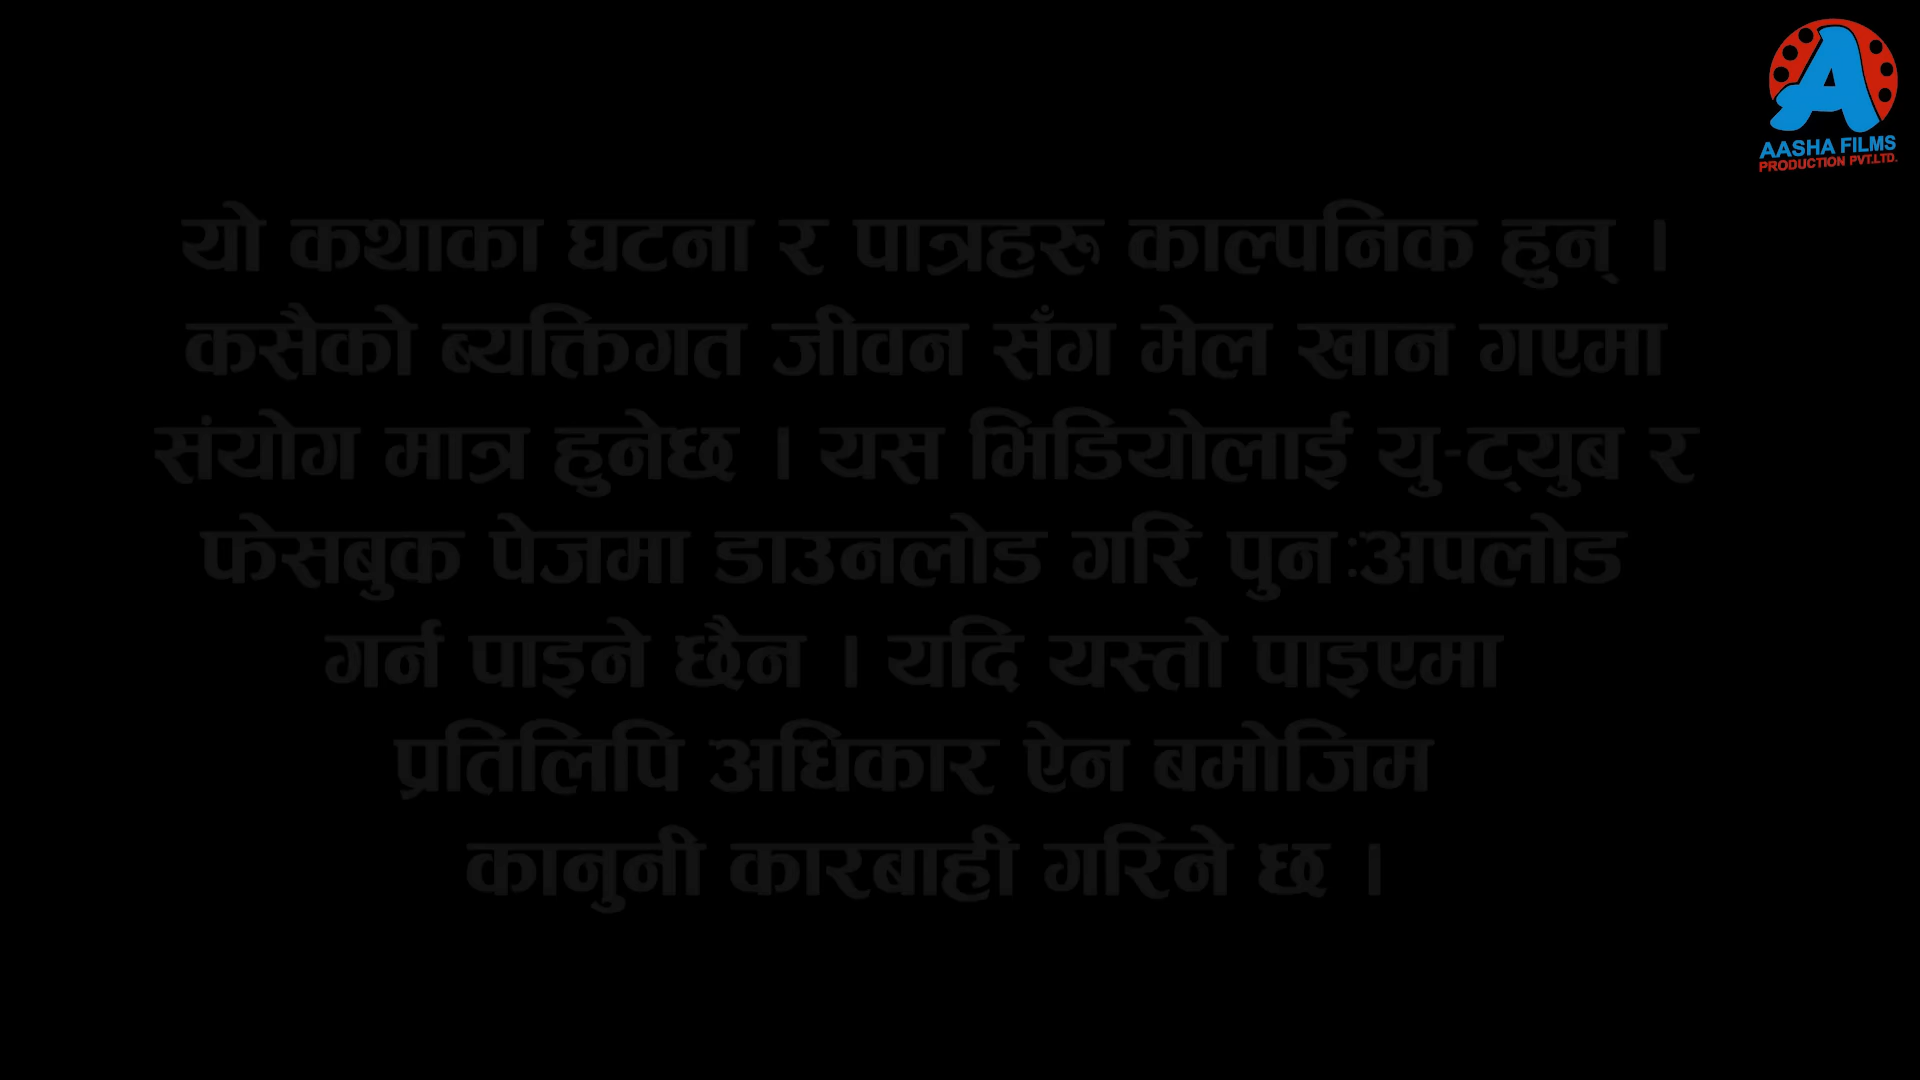 AASHA FILMS
PRODUCTION PVT.LTD.
यो कथाका घटना र पात्रहरू काल्पनिक हुन् ।
कसैको ब्यक्तिगत जीवन सँग मेल खान गएमा
संयोग मात्र हुनेछ । यस भिडियोलाई यु-ट्युब र
फेसबुक पेजमा डाउनलोड गरि पुनःअपलोड
गर्न पाइने छैन । यदि यस्तो पाइएमा
प्रतिलिपि अधिकार ऐन बमोजिम
कानुनी कारबाही गरिने छ ।